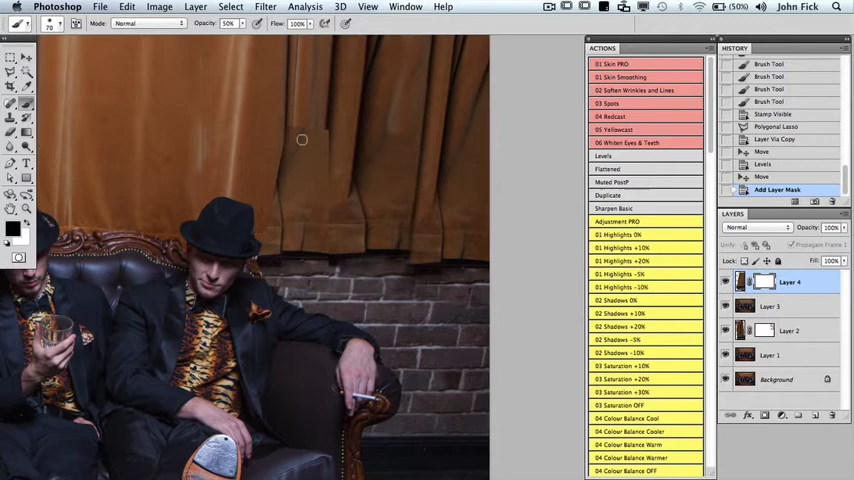 Photoshop File Edit Image Layer Select Filter Analysis 3D View Window Help (50%) John Fick
Mode: Normal Opacity: 50% Flow: 100%
70
ACTIONS
01 Skin PRO
01 Skin Smoothing
02 Soften Wrinkles and Lines
03 Spots
04 Redcast
05 Yellowcast
06 Whiten Eyes & Teeth
Levels
Flattened
Muted PostP
Duplicate
Sharpen Basic
Adjustment PRO
01 Highlights 0%
01 Highlights +10%
01 Highlights +20%
01 Highlights -5%
01 Highlights -10%
02 Shadows 0%
02 Shadows +10%
02 Shadows +20%
02 Shadows -5%
02 Shadows -10%
03 Saturation +10%
03 Saturation +20%
03 Saturation +30%
03 Saturation OFF
04 Colour Balance Cool
04 Colour Balance Cooler
04 Colour Balance Warm
04 Colour Balance Warmer
04 Colour Balance OFF
HISTORY
Brush Tool
Brush Tool
Brush Tool
Brush Tool
Stamp Visible
Polygonal Lasso
Layer Via Copy
Move
Levels
Move
Add Layer Mask
LAYERS
Normal Opacity: 100%
Unify: Propagate Frame 1
Lock: Fill: 100%
Layer 4
Layer 3
Layer 2
Layer 1
Background